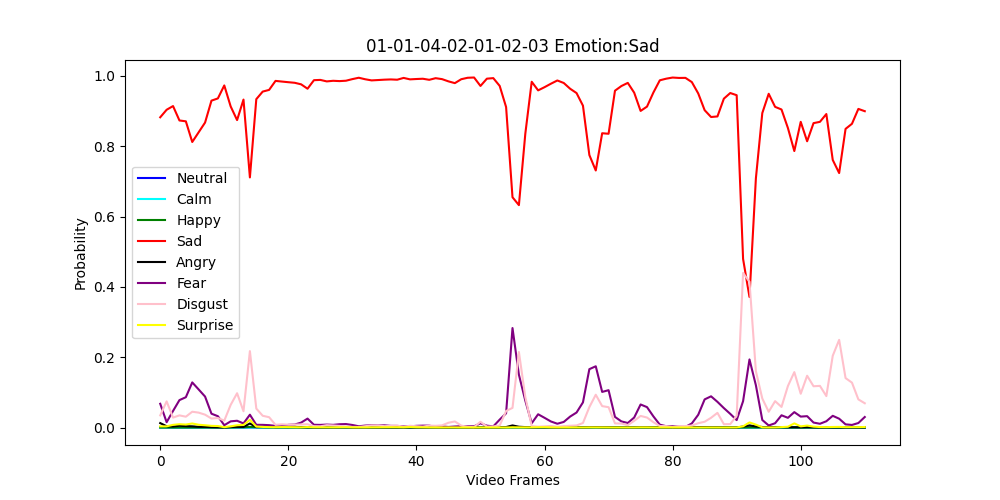 01-01-04-02-01-02-03 Emotion:Sad
1.0
0.8
0.6
0.4
0.2
0.0
Probability
Neutral
Calm
Happy
Sad
Angry
Fear
Disgust
Surprise
0 20 40 60 80 100
Video Frames